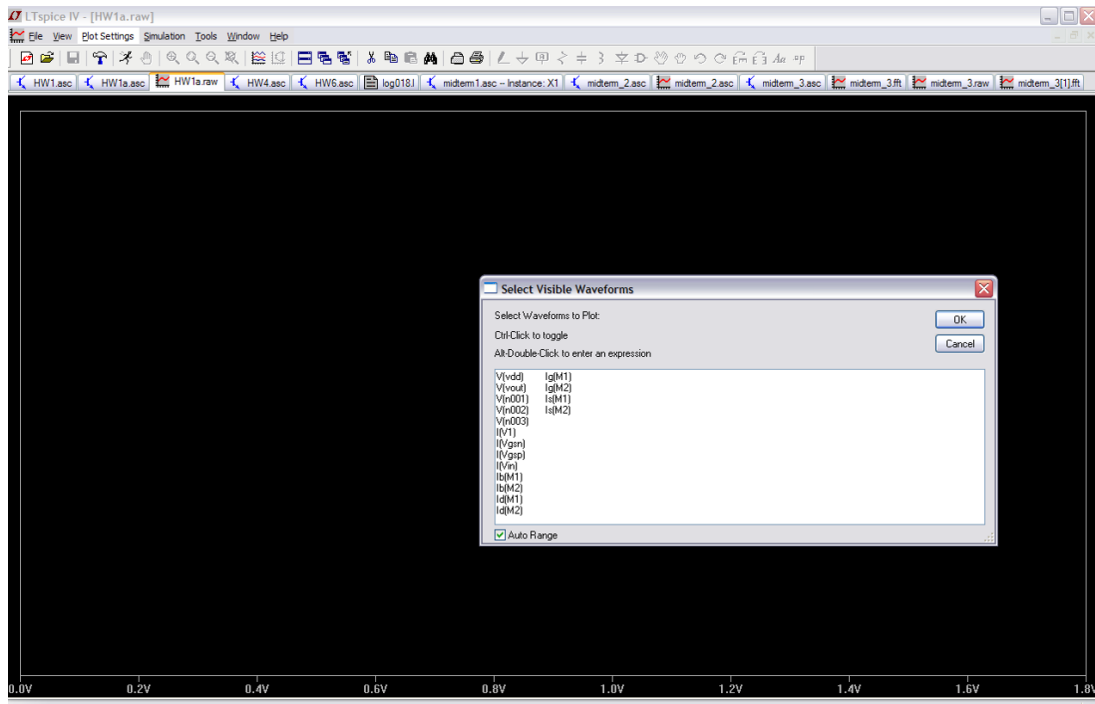 LTspice IV - [HW1a.raw]
File View Plot Settings Simulation Tools Window Help
HW1.asc HW1a.asc HW1a.raw HW4.asc HW6.asc log018.l midterm1.asc – Instance: X1 midterm_2.asc midterm_2.asc midterm_3.asc midterm_3.fft midterm_3.raw midterm_3[1].fft
Select Visible Waveforms
Select Waveforms to Plot:
OK
Ctrl-Click to toggle
Cancel
Alt-Double-Click to enter an expression
V(vdd) Ig(M1)
V(vout) Ig(M2)
V(n001) Is(M1)
V(n002) Is(M2)
V(n003)
I(V1)
I(Vgsn)
I(Vgsp)
I(Vin)
Ib(M1)
Ib(M2)
Id(M1)
Id(M2)
Auto Range
0.0V 0.2V 0.4V 0.6V 0.8V 1.0V 1.2V 1.4V 1.6V 1.8V